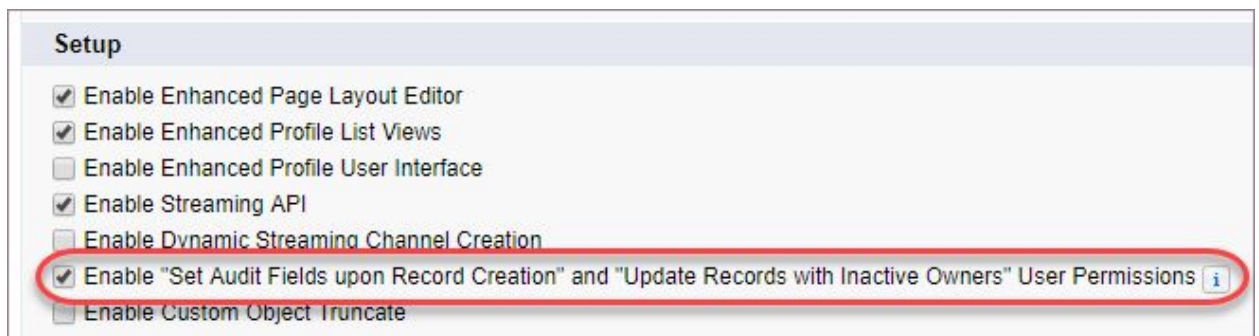 Setup
Enable Enhanced Page Layout Editor
Enable Enhanced Profile List Views
Enable Enhanced Profile User Interface
Enable Streaming API
Enable Dynamic Streaming Channel Creation
Enable "Set Audit Fields upon Record Creation" and "Update Records with Inactive Owners" User Permissions i
Enable Custom Object Truncate